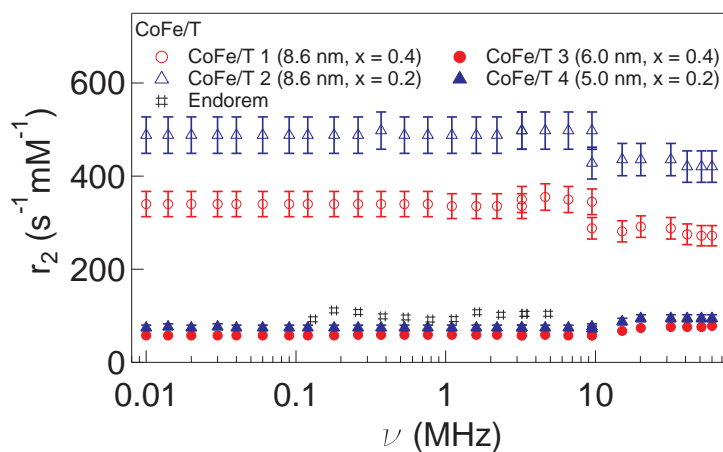 CoFe/T
CoFe/T 1 (8.6 nm, x = 0.4) CoFe/T 3 (6.0 nm, x = 0.4)
CoFe/T 2 (8.6 nm, x = 0.2) CoFe/T 4 (5.0 nm, x = 0.2)
Endorem
600
400
200
0
r₂ (s⁻¹mM⁻¹)
0.01 0.1 1 10
ν (MHz)